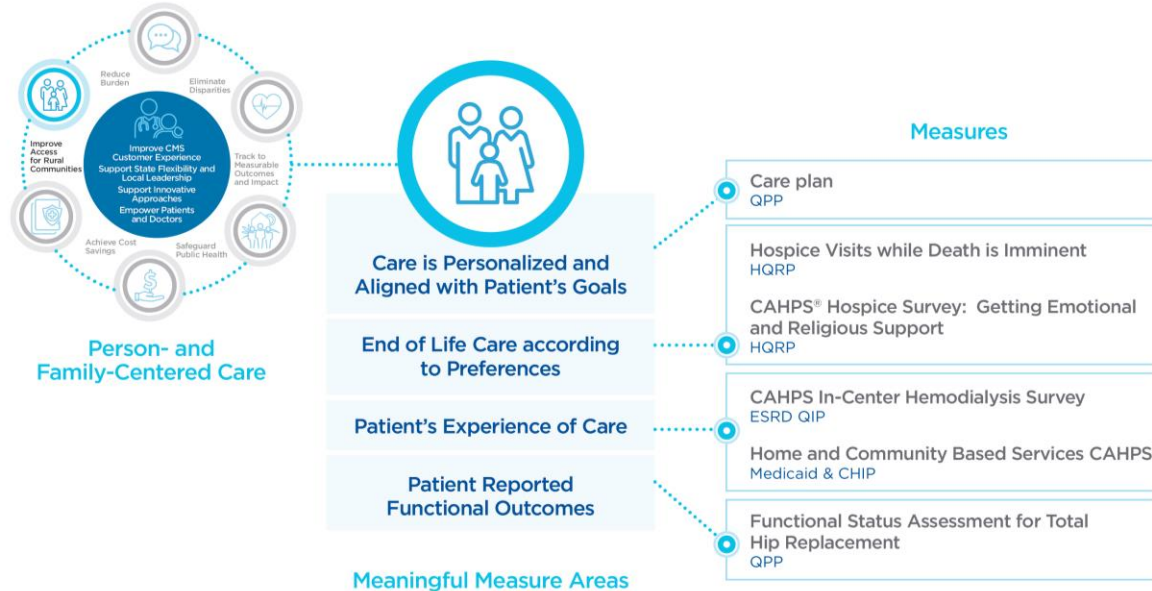 Reduce
Burden
Eliminate
Disparities
Improve
Access
for Rural
Communities
Improve CMS
Customer Experience
Support State Flexibility and
Local Leadership
Support Innovative
Approaches
Empower Patients
and Doctors
Track to
Measurable
Outcomes
and Impact
Achieve Cost
Savings
Safeguard
Public Health
$
Person- and
Family-Centered Care
Care is Personalized and
Aligned with Patient's Goals
End of Life Care according
to Preferences
Patient's Experience of Care
Patient Reported
Functional Outcomes
Meaningful Measure Areas
Measures
Care plan
QPP
Hospice Visits while Death is Imminent
HQRP
CAHPS® Hospice Survey: Getting Emotional
and Religious Support
HQRP
CAHPS In-Center Hemodialysis Survey
ESRD QIP
Home and Community Based Services CAHPS
Medicaid & CHIP
Functional Status Assessment for Total
Hip Replacement
QPP